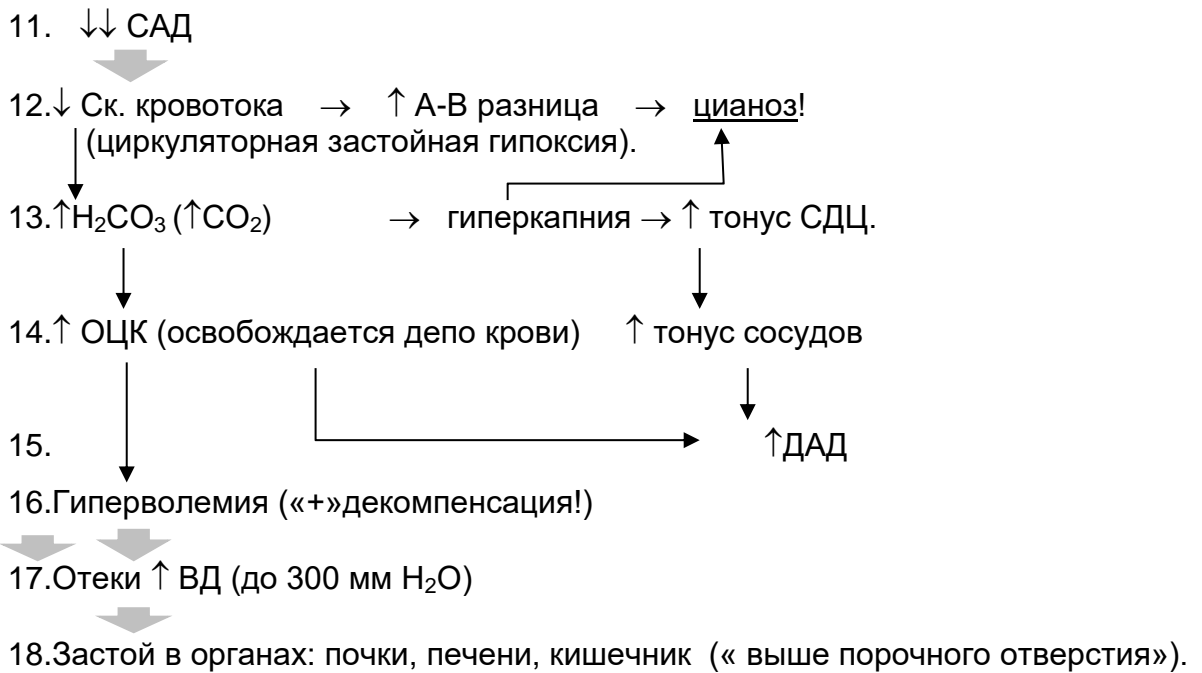 11. ↓↓ САД
12.↓ Ск. кровотока → ↑ А-В разница → цианоз!
(циркуляторная застойная гипоксия).
13.↑H₂CO₃ (↑CO₂) → гиперкапния → ↑ тонус СДЦ.
14.↑ ОЦК (освобождается депо крови) ↑ тонус сосудов
15. ↑ДАД
16.Гиперволемия («+»декомпенсация!)
17.Отеки ↑ ВД (до 300 мм H₂O)
18.Застой в органах: почки, печени, кишечник (« выше порочного отверстия»).